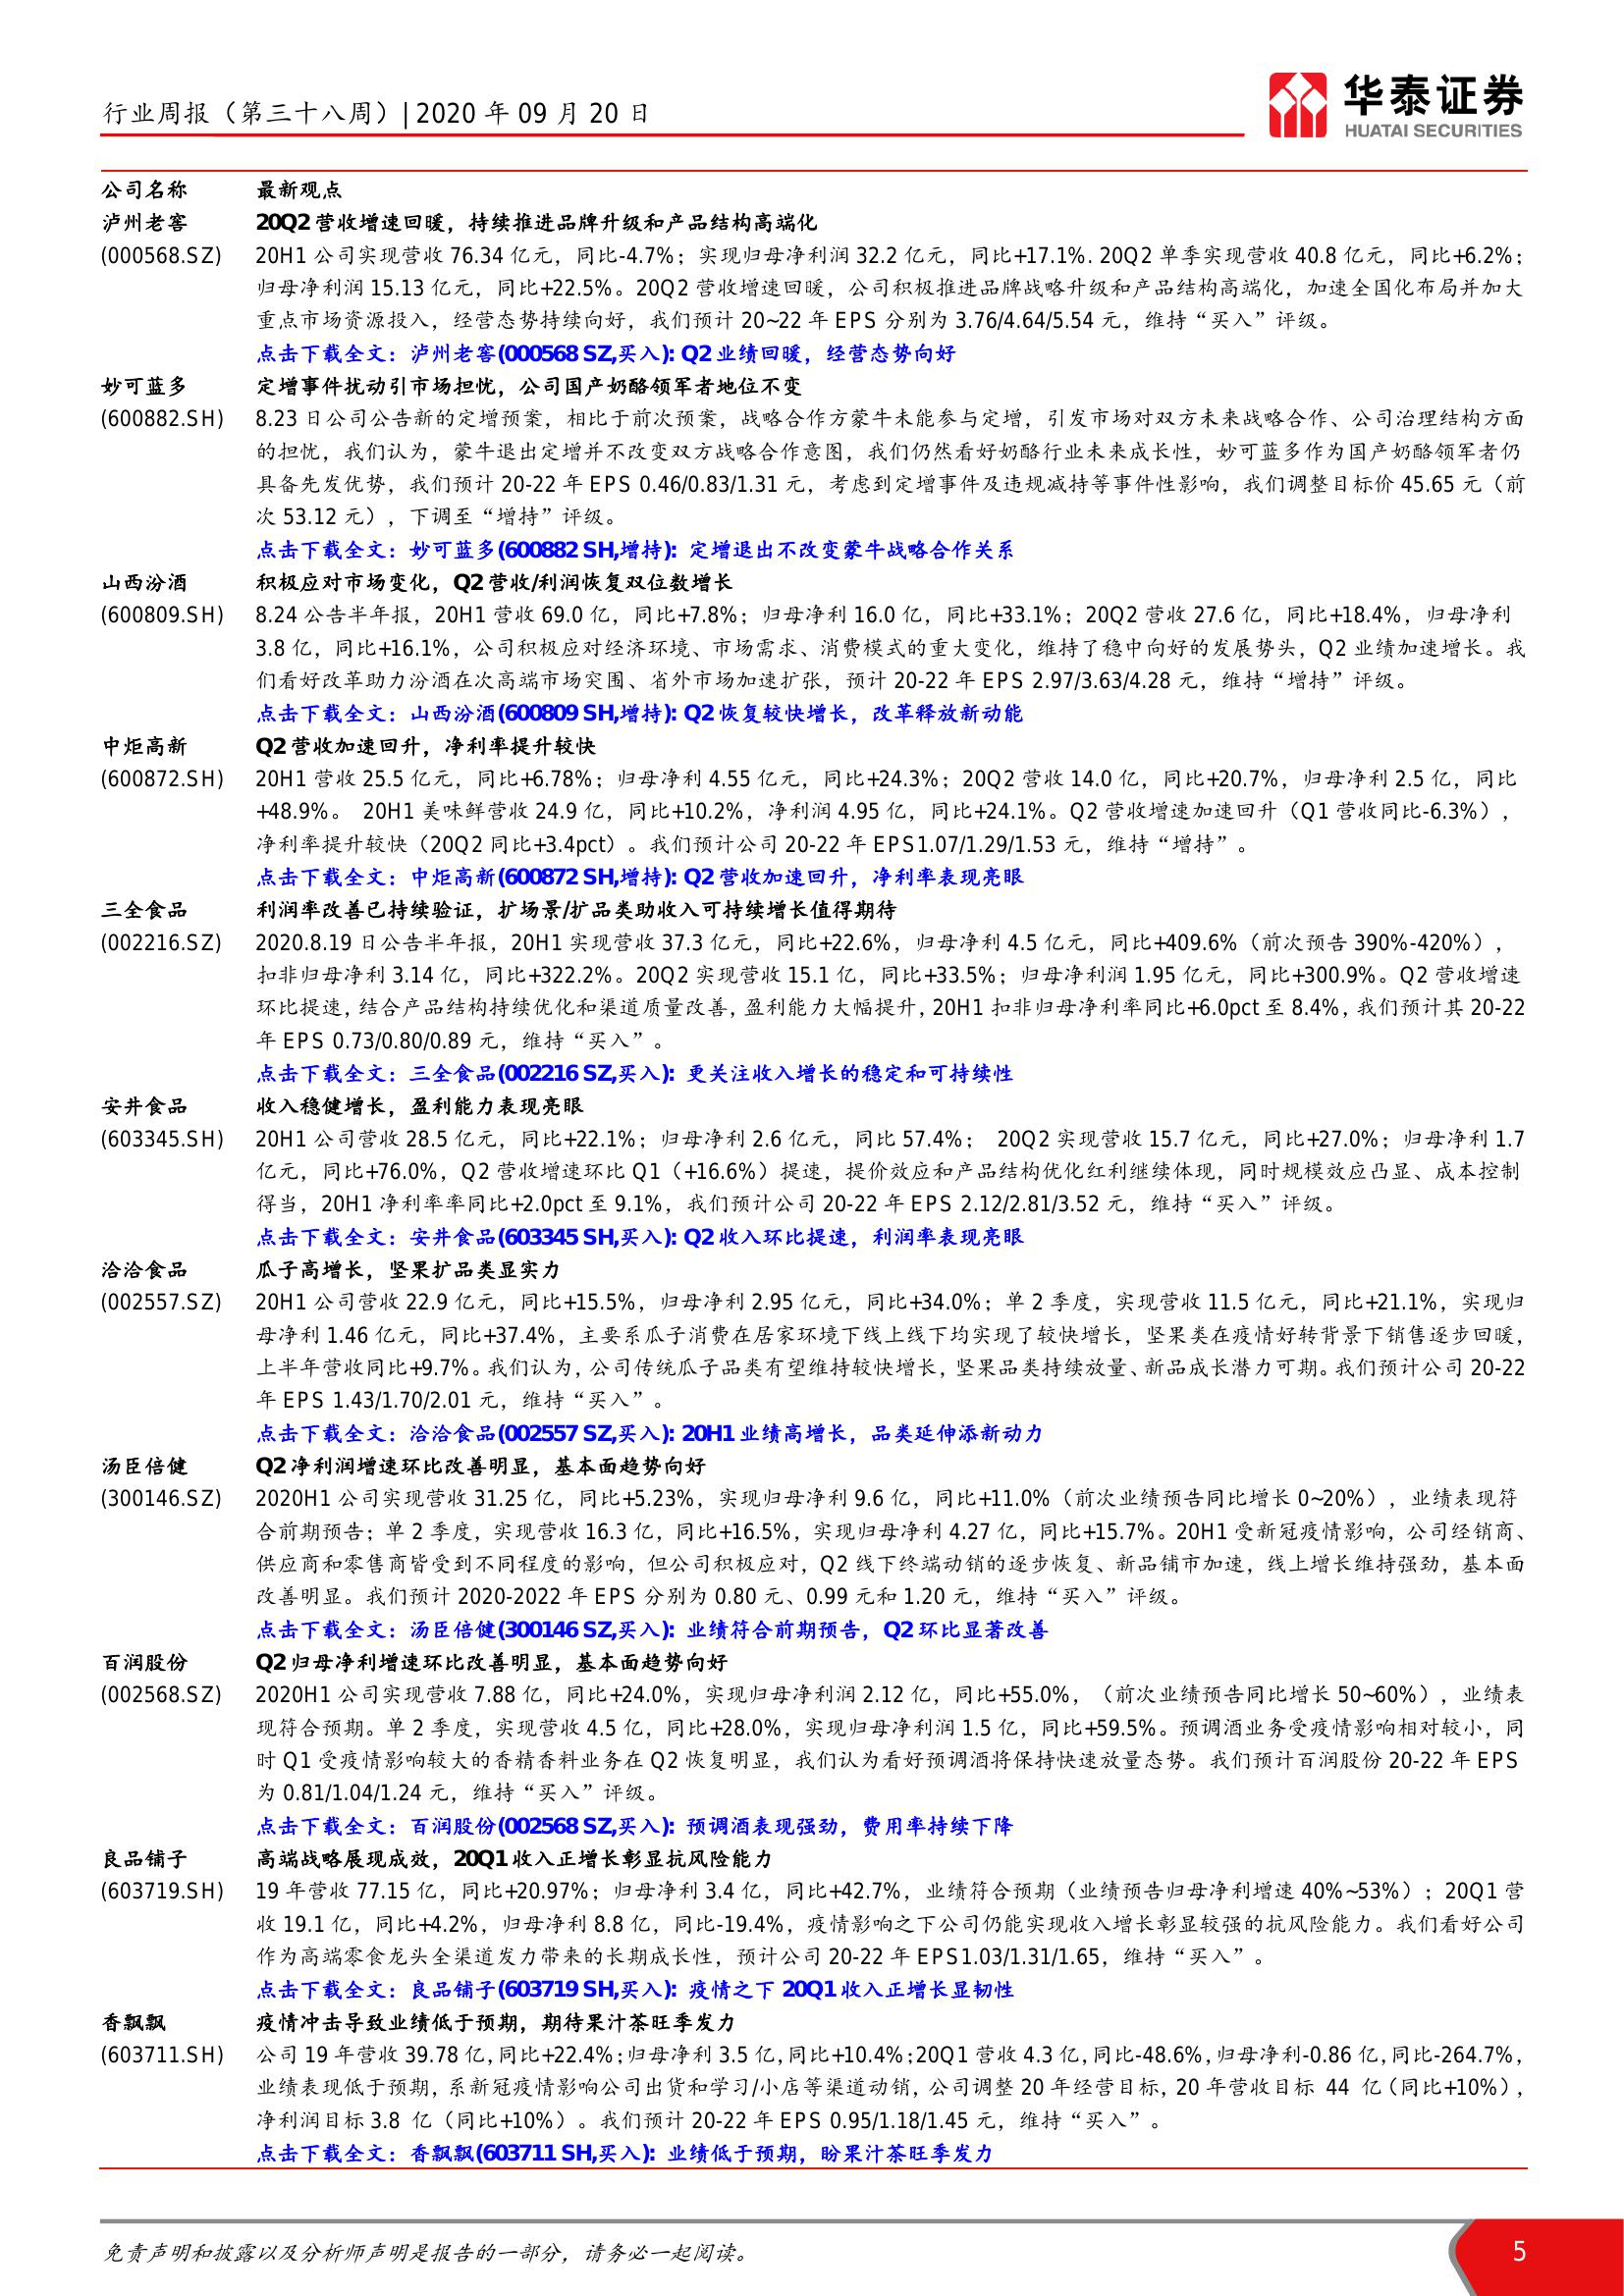 行业周报（第三十八周）| 2020 年 09 月 20 日
华泰证券
HUATAI SECURITIES
公司名称 最新观点
泸州老窖 20Q2 营收增速回暖，持续推进品牌升级和产品结构高端化
(000568.SZ) 20H1 公司实现营收 76.34 亿元，同比-4.7%；实现归母净利润 32.2 亿元，同比+17.1%. 20Q2 单季实现营收 40.8 亿元，同比+6.2%；
归母净利润 15.13 亿元，同比+22.5%。20Q2 营收增速回暖，公司积极推进品牌战略升级和产品结构高端化，加速全国化布局并加大
重点市场资源投入，经营态势持续向好，我们预计 20~22 年 EPS 分别为 3.76/4.64/5.54 元，维持“买入”评级。
点击下载全文：泸州老窖(000568 SZ,买入): Q2 业绩回暖，经营态势向好
妙可蓝多 定增事件扰动引市场担忧，公司国产奶酪领军者地位不变
(600882.SH) 8.23 日公司公告新的定增预案，相比于前次预案，战略合作方蒙牛未能参与定增，引发市场对双方未来战略合作、公司治理结构方面
的担忧，我们认为，蒙牛退出定增并不改变双方战略合作意图，我们仍然看好奶酪行业未来成长性，妙可蓝多作为国产奶酪领军者仍
具备先发优势，我们预计 20-22 年 EPS 0.46/0.83/1.31 元，考虑到定增事件及违规减持等事件性影响，我们调整目标价 45.65 元（前
次 53.12 元），下调至“增持”评级。
点击下载全文：妙可蓝多(600882 SH,增持): 定增退出不改变蒙牛战略合作关系
山西汾酒 积极应对市场变化，Q2 营收/利润恢复双位数增长
(600809.SH) 8.24 公告半年报，20H1 营收 69.0 亿，同比+7.8%；归母净利 16.0 亿，同比+33.1%；20Q2 营收 27.6 亿，同比+18.4%，归母净利
3.8 亿，同比+16.1%，公司积极应对经济环境、市场需求、消费模式的重大变化，维持了稳中向好的发展势头，Q2 业绩加速增长。我
们看好改革助力汾酒在次高端市场突围、省外市场加速扩张，预计 20-22 年 EPS 2.97/3.63/4.28 元，维持“增持”评级。
点击下载全文：山西汾酒(600809 SH,增持): Q2 恢复较快增长，改革释放新动能
中炬高新 Q2 营收加速回升，净利率提升较快
(600872.SH) 20H1 营收 25.5 亿元，同比+6.78%；归母净利 4.55 亿元，同比+24.3%；20Q2 营收 14.0 亿，同比+20.7%，归母净利 2.5 亿，同比
+48.9%。 20H1 美味鲜营收 24.9 亿，同比+10.2%，净利润 4.95 亿，同比+24.1%。Q2 营收增速加速回升（Q1 营收同比-6.3%），
净利率提升较快（20Q2 同比+3.4pct）。我们预计公司 20-22 年 EPS1.07/1.29/1.53 元，维持“增持”。
点击下载全文：中炬高新(600872 SH,增持): Q2 营收加速回升，净利率表现亮眼
三全食品 利润率改善已持续验证，扩场景/扩品类助收入可持续增长值得期待
(002216.SZ) 2020.8.19 日公告半年报，20H1 实现营收 37.3 亿元，同比+22.6%，归母净利 4.5 亿元，同比+409.6%（前次预告 390%-420%），
扣非归母净利 3.14 亿，同比+322.2%。20Q2 实现营收 15.1 亿，同比+33.5%；归母净利润 1.95 亿元，同比+300.9%。Q2 营收增速
环比提速，结合产品结构持续优化和渠道质量改善，盈利能力大幅提升，20H1 扣非归母净利率同比+6.0pct 至 8.4%，我们预计其 20-22
年 EPS 0.73/0.80/0.89 元，维持“买入”。
点击下载全文：三全食品(002216 SZ,买入): 更关注收入增长的稳定和可持续性
安井食品 收入稳健增长，盈利能力表现亮眼
(603345.SH) 20H1 公司营收 28.5 亿元，同比+22.1%；归母净利 2.6 亿元，同比 57.4%； 20Q2 实现营收 15.7 亿元，同比+27.0%；归母净利 1.7
亿元，同比+76.0%，Q2 营收增速环比 Q1（+16.6%）提速，提价效应和产品结构优化红利继续体现，同时规模效应凸显、成本控制
得当，20H1 净利率率同比+2.0pct 至 9.1%，我们预计公司 20-22 年 EPS 2.12/2.81/3.52 元，维持“买入”评级。
点击下载全文：安井食品(603345 SH,买入): Q2 收入环比提速，利润率表现亮眼
洽洽食品 瓜子高增长，坚果扩品类显实力
(002557.SZ) 20H1 公司营收 22.9 亿元，同比+15.5%，归母净利 2.95 亿元，同比+34.0%；单 2 季度，实现营收 11.5 亿元，同比+21.1%，实现归
母净利 1.46 亿元，同比+37.4%，主要系瓜子消费在居家环境下线上线下均实现了较快增长，坚果类在疫情好转背景下销售逐步回暖，
上半年营收同比+9.7%。我们认为，公司传统瓜子品类有望维持较快增长，坚果品类持续放量、新品成长潜力可期。我们预计公司 20-22
年 EPS 1.43/1.70/2.01 元，维持“买入”。
点击下载全文：洽洽食品(002557 SZ,买入): 20H1 业绩高增长，品类延伸添新动力
汤臣倍健 Q2 净利润增速环比改善明显，基本面趋势向好
(300146.SZ) 2020H1 公司实现营收 31.25 亿，同比+5.23%，实现归母净利 9.6 亿，同比+11.0%（前次业绩预告同比增长 0~20%），业绩表现符
合前期预告；单 2 季度，实现营收 16.3 亿，同比+16.5%，实现归母净利 4.27 亿，同比+15.7%。20H1 受新冠疫情影响，公司经销商、
供应商和零售商皆受到不同程度的影响，但公司积极应对，Q2 线下终端动销的逐步恢复、新品铺市加速，线上增长维持强劲，基本面
改善明显。我们预计 2020-2022 年 EPS 分别为 0.80 元、0.99 元和 1.20 元，维持“买入”评级。
点击下载全文：汤臣倍健(300146 SZ,买入): 业绩符合前期预告，Q2 环比显著改善
百润股份 Q2 归母净利增速环比改善明显，基本面趋势向好
(002568.SZ) 2020H1 公司实现营收 7.88 亿，同比+24.0%，实现归母净利润 2.12 亿，同比+55.0%，（前次业绩预告同比增长 50~60%），业绩表
现符合预期。单 2 季度，实现营收 4.5 亿，同比+28.0%，实现归母净利润 1.5 亿，同比+59.5%。预调酒业务受疫情影响相对较小，同
时 Q1 受疫情影响较大的香精香料业务在 Q2 恢复明显，我们认为看好预调酒将保持快速放量态势。我们预计百润股份 20-22 年 EPS
为 0.81/1.04/1.24 元，维持“买入”评级。
点击下载全文：百润股份(002568 SZ,买入): 预调酒表现强劲，费用率持续下降
良品铺子 高端战略展现成效，20Q1 收入正增长彰显抗风险能力
(603719.SH) 19 年营收 77.15 亿，同比+20.97%；归母净利 3.4 亿，同比+42.7%，业绩符合预期（业绩预告归母净利增速 40%~53%）；20Q1 营
收 19.1 亿，同比+4.2%，归母净利 8.8 亿，同比-19.4%，疫情影响之下公司仍能实现收入增长彰显较强的抗风险能力。我们看好公司
作为高端零食龙头全渠道发力带来的长期成长性，预计公司 20-22 年 EPS1.03/1.31/1.65，维持“买入”。
点击下载全文：良品铺子(603719 SH,买入): 疫情之下 20Q1 收入正增长显韧性
香飘飘 疫情冲击导致业绩低于预期，期待果汁茶旺季发力
(603711.SH) 公司 19 年营收 39.78 亿，同比+22.4%；归母净利 3.5 亿，同比+10.4%；20Q1 营收 4.3 亿，同比-48.6%，归母净利-0.86 亿，同比-264.7%，
业绩表现低于预期，系新冠疫情影响公司出货和学习/小店等渠道动销，公司调整 20 年经营目标，20 年营收目标 44 亿（同比+10%），
净利润目标 3.8 亿（同比+10%）。我们预计 20-22 年 EPS 0.95/1.18/1.45 元，维持“买入”。
点击下载全文：香飘飘(603711 SH,买入): 业绩低于预期，盼果汁茶旺季发力
免责声明和披露以及分析师声明是报告的一部分，请务必一起阅读。
5